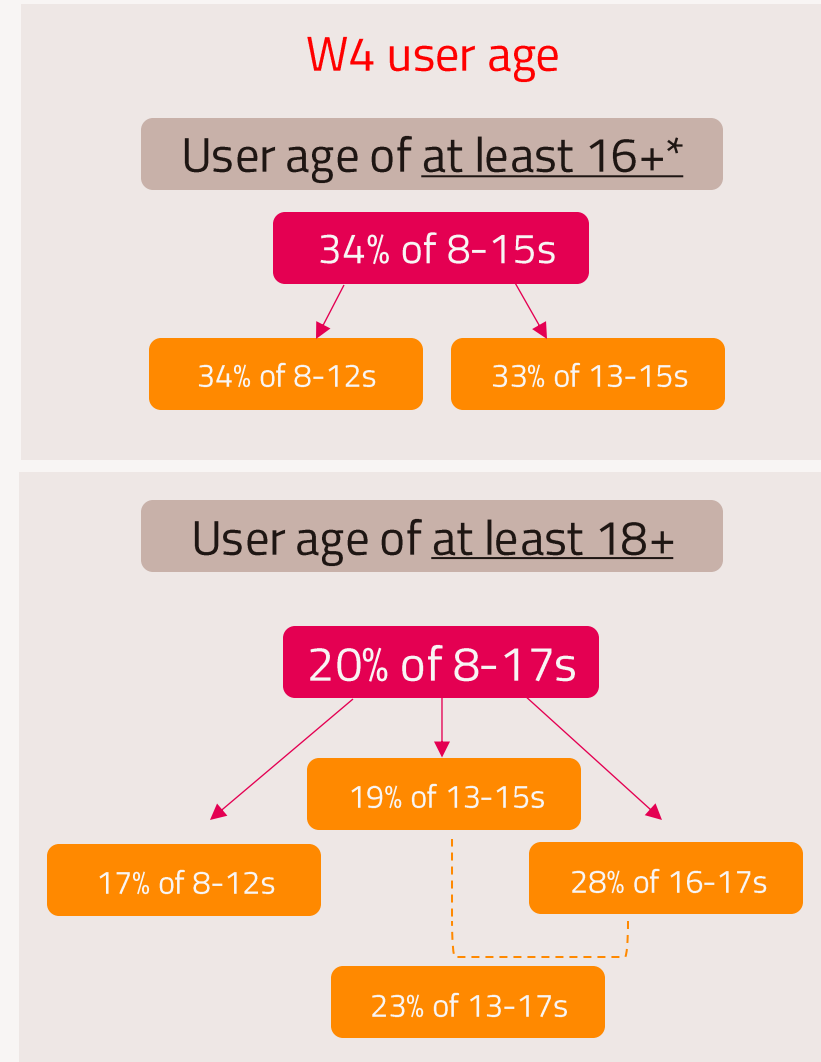 W4 user age
User age of at least 16+*
34% of 8-15s
34% of 8-12s
33% of 13-15s
User age of at least 18+
20% of 8-17s
19% of 13-15s
17% of 8-12s
28% of 16-17s
23% of 13-17s